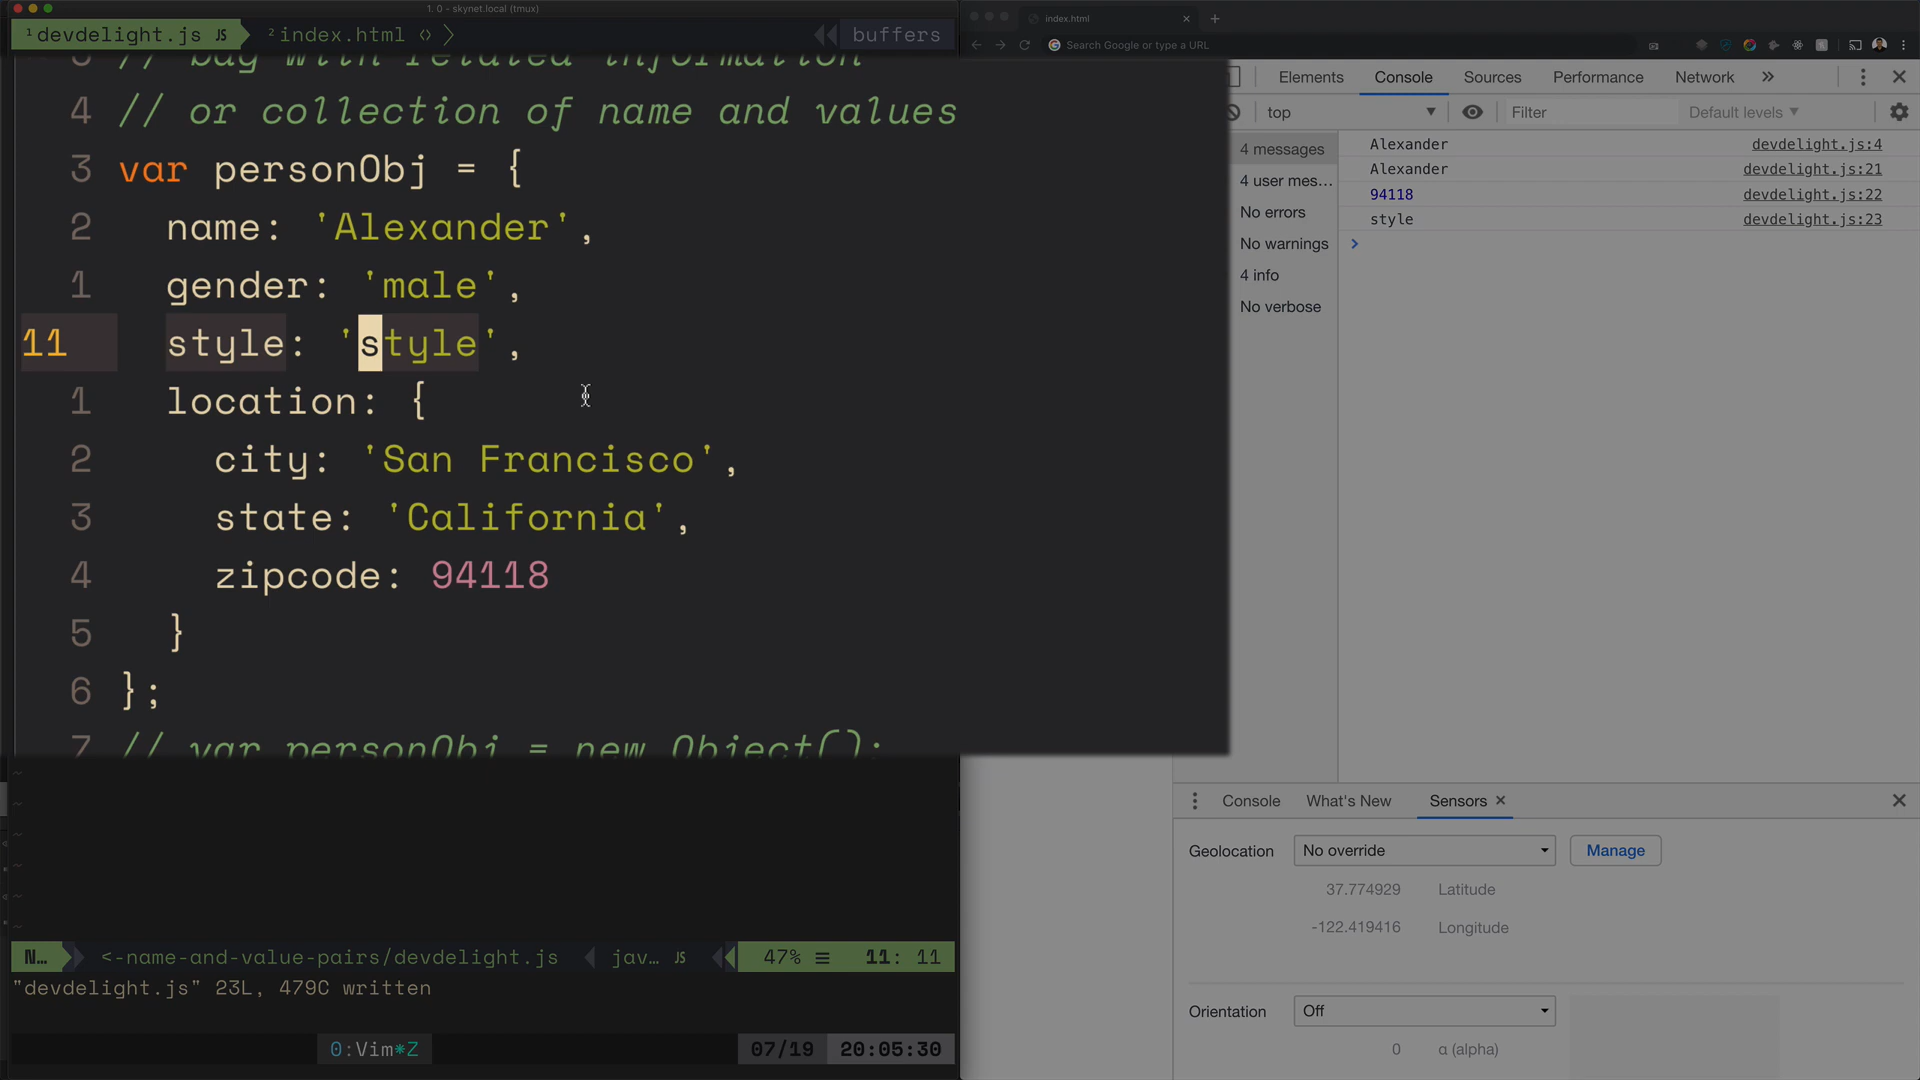 1. 0 - skynet.local (tmux)
¹devdelight.js JS ²index.html <> buffers
3 // bag with related information
4 // or collection of name and values
3 var personObj = {
2 name: 'Alexander',
1 gender: 'male',
11 style: 'style',
1 location: {
2 city: 'San Francisco',
3 state: 'California',
4 zipcode: 94118
5 }
6 };
7 // var personObj = new Object();
~
~
~
~
~
~
N… <-name-and-value-pairs/devdelight.js jav… JS 47% ≡ 11: 11
"devdelight.js" 23L, 479C written
0:Vim*Z 07/19 20:05:30
index.html
Search Google or type a URL
Elements Console Sources Performance Network »
top Filter Default levels
4 messages
4 user mes…
No errors
No warnings
4 info
No verbose
Alexander devdelight.js:4
Alexander devdelight.js:21
94118 devdelight.js:22
style devdelight.js:23
>
Console What's New Sensors
Geolocation No override Manage
37.774929 Latitude
-122.419416 Longitude
Orientation Off
0 α (alpha)